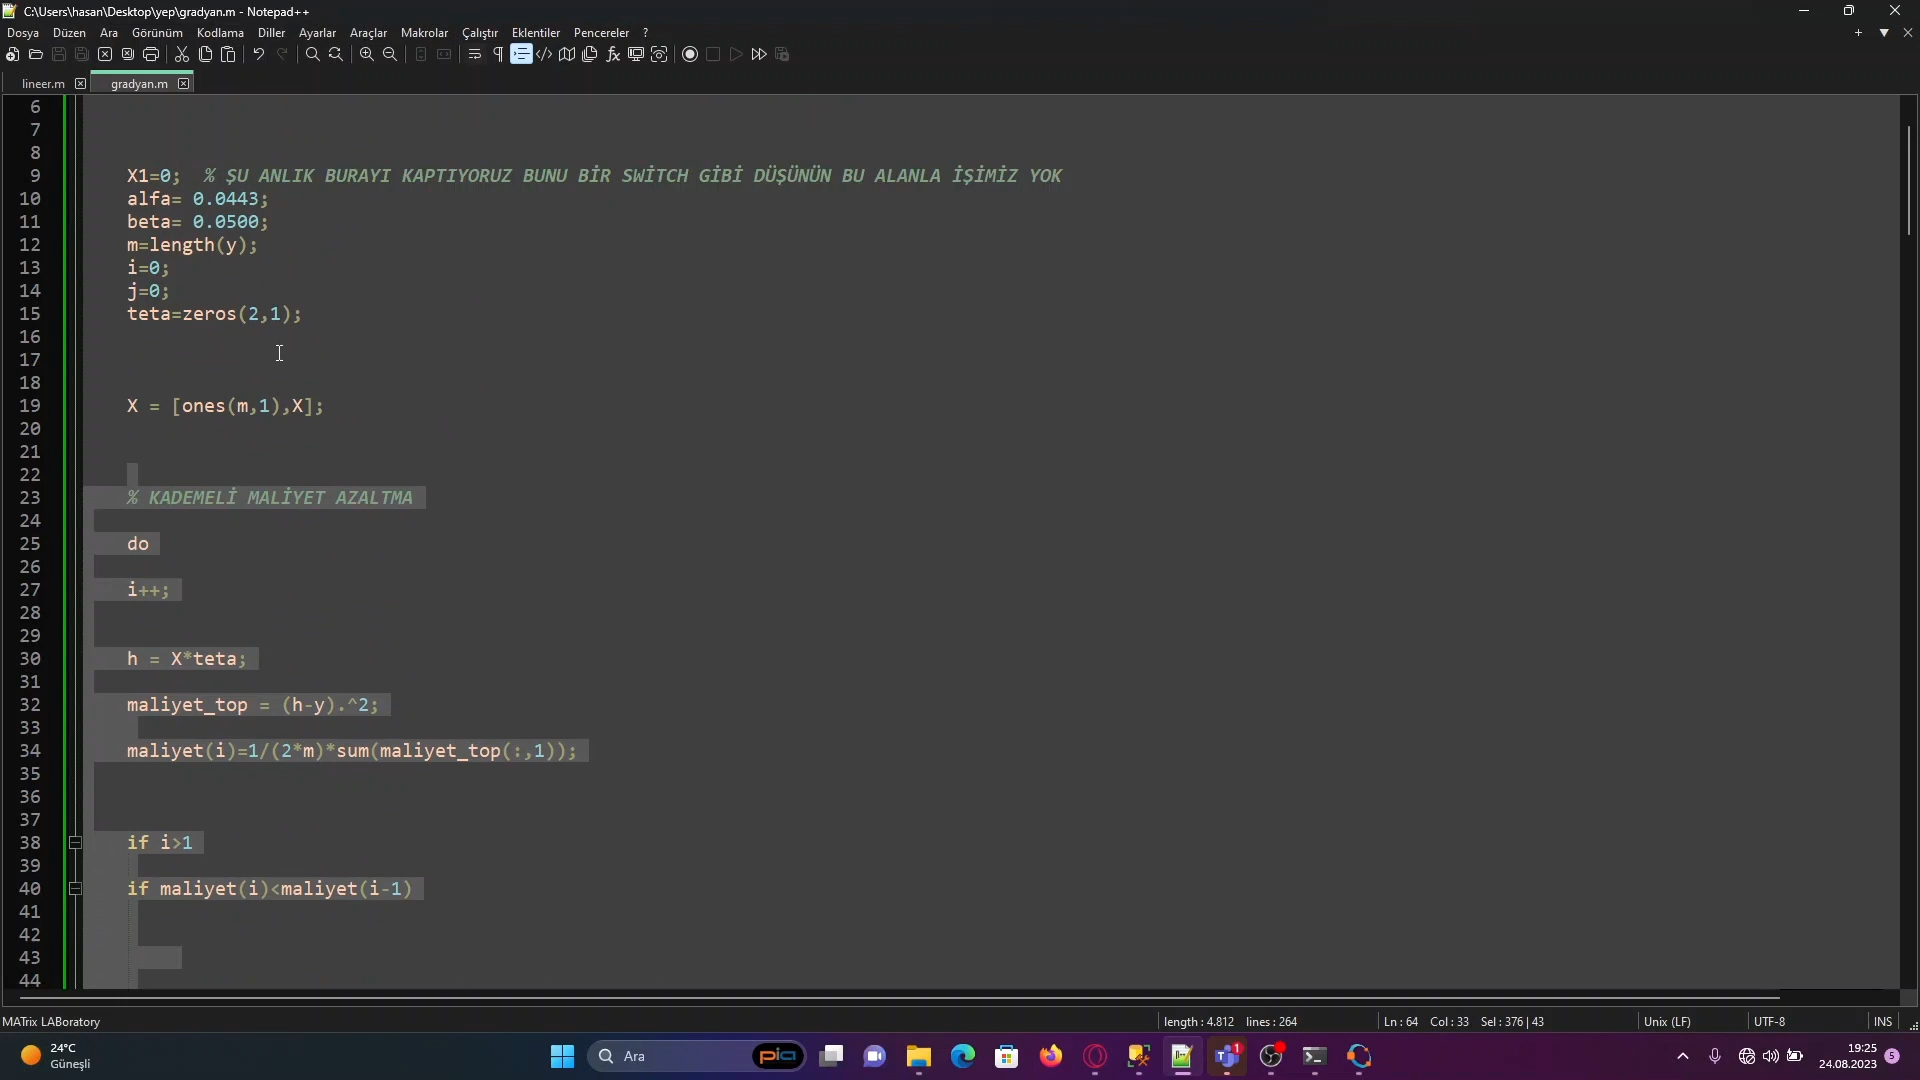 C:\Users\hasan\Desktop\yep\gradyan.m - Notepad++
Dosya Düzen Ara Görünüm Kodlama Diller Ayarlar Araçlar Makrolar Çalıştır Eklentiler Pencereler ?
lineer.m gradyan.m
6
7
8
9 X1=0; % ŞU ANLIK BURAYI KAPTIYORUZ BUNU BİR SWİTCH GİBİ DÜŞÜNÜN BU ALANLA İŞİMİZ YOK
10 alfa= 0.0443;
11 beta= 0.0500;
12 m=length(y);
13 i=0;
14 j=0;
15 teta=zeros(2,1);
16
17
18
19 X = [ones(m,1),X];
20
21
22
23 % KADEMELİ MALİYET AZALTMA
24
25 do
26
27 i++;
28
29
30 h = X*teta;
31
32 maliyet_top = (h-y).^2;
33
34 maliyet(i)=1/(2*m)*sum(maliyet_top(:,1));
35
36
37
38 if i>1
39
40 if maliyet(i)<maliyet(i-1)
41
42
43
44
MATrix LABoratory length : 4.812 lines : 264 Ln : 64 Col : 33 Sel : 376 | 43 Unix (LF) UTF-8 INS
24°C
Güneşli
Ara
pia
1
19:25
24.08.2023
5